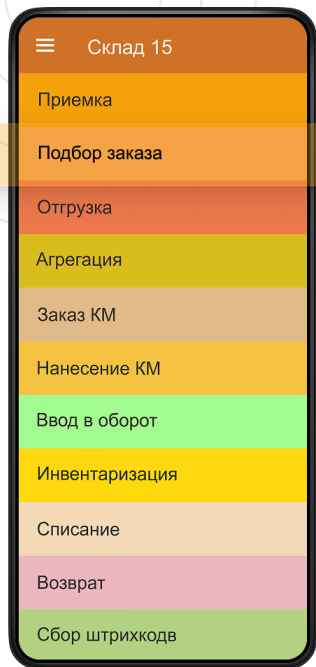 Склад 15
Приемка
Подбор заказа
Отгрузка
Агрегация
Заказ КМ
Нанесение КМ
Ввод в оборот
Инвентаризация
Списание
Возврат
Сбор штрихкодв